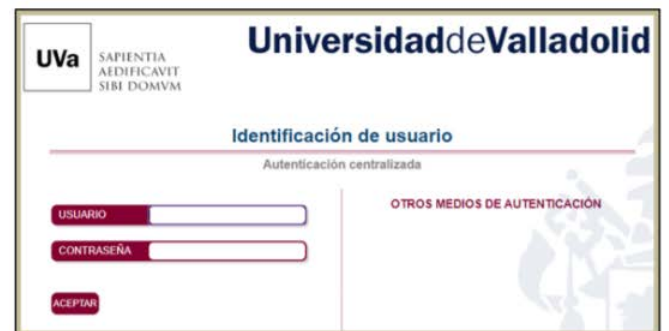 UniversidaddeValladolid
UVa
SAPIENTIA
AEDIFICAVIT
SIBI DOMVM
Identificación de usuario
Autenticación centralizada
USUARIO
CONTRASEÑA
ACEPTAR
OTROS MEDIOS DE AUTENTICACIÓN